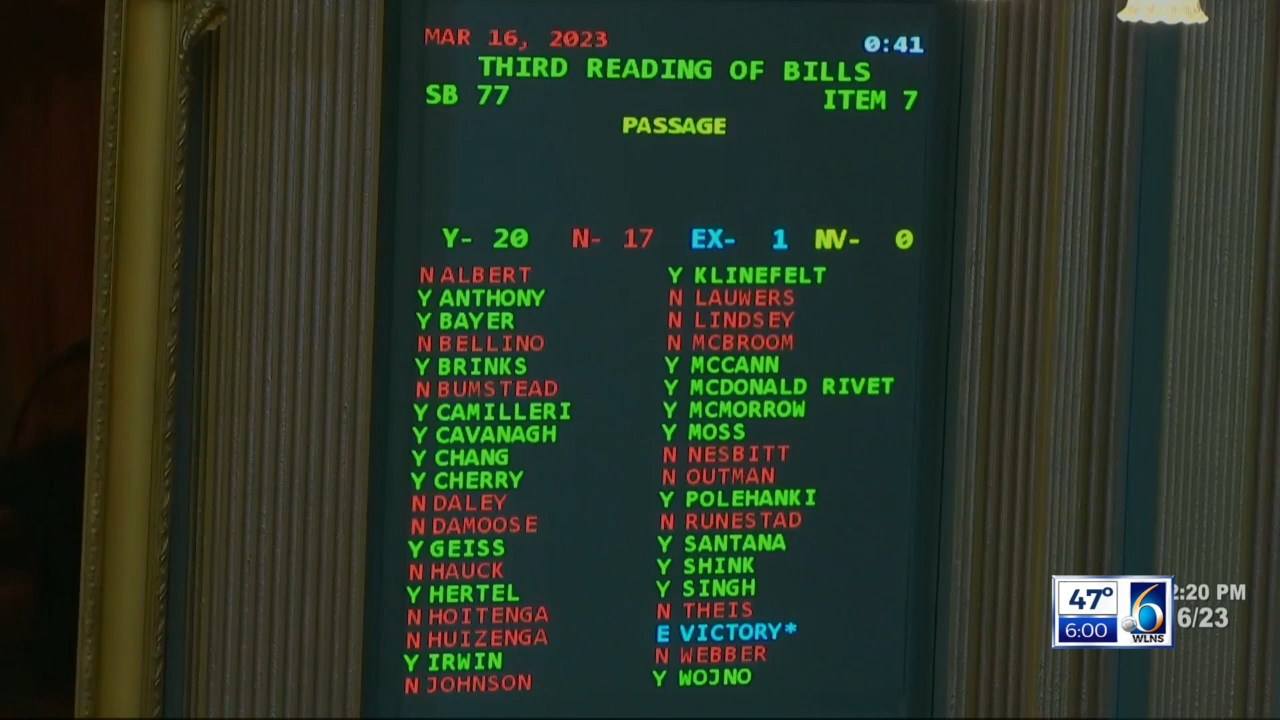 MAR 16, 2023 0:41
THIRD READING OF BILLS
SB 77 ITEM 7
PASSAGE
Y- 20 N- 17 EX- 1 NV- 0
N ALBERT Y KLINEFELT
Y ANTHONY N LAUWERS
Y BAYER N LINDSEY
N BELLINO N MCBROOM
Y BRINKS Y MCCANN
N BUMSTEAD Y MCDONALD RIVET
Y CAMILLERI Y MCMORROW
Y CAVANAGH Y MOSS
Y CHANG N NESBITT
Y CHERRY N OUTMAN
N DALEY Y POLEHANKI
N DAMOOSE N RUNESTAD
Y GEISS Y SANTANA
N HAUCK Y SHINK
Y HERTEL Y SINGH
N HOITENGA N THEIS
N HUIZENGA E VICTORY*
Y IRWIN N WEBBER
N JOHNSON Y WOJNO
47° 6 :20 PM
6:00 WLNS 6/23